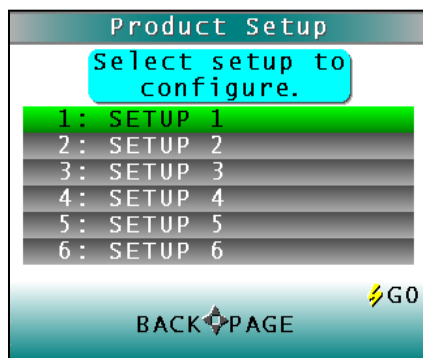 Product Setup
Select setup to
configure.
1: SETUP 1
2: SETUP 2
3: SETUP 3
4: SETUP 4
5: SETUP 5
6: SETUP 6
GO
BACK PAGE